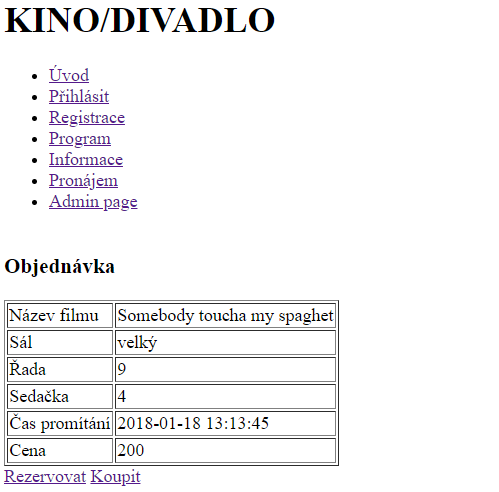 KINO/DIVADLO
Úvod
Přihlásit
Registrace
Program
Informace
Pronájem
Admin page
Objednávka
Název filmu Somebody toucha my spaghet
Sál velký
Řada 9
Sedačka 4
Čas promítání 2018-01-18 13:13:45
Cena 200
Rezervovat Koupit